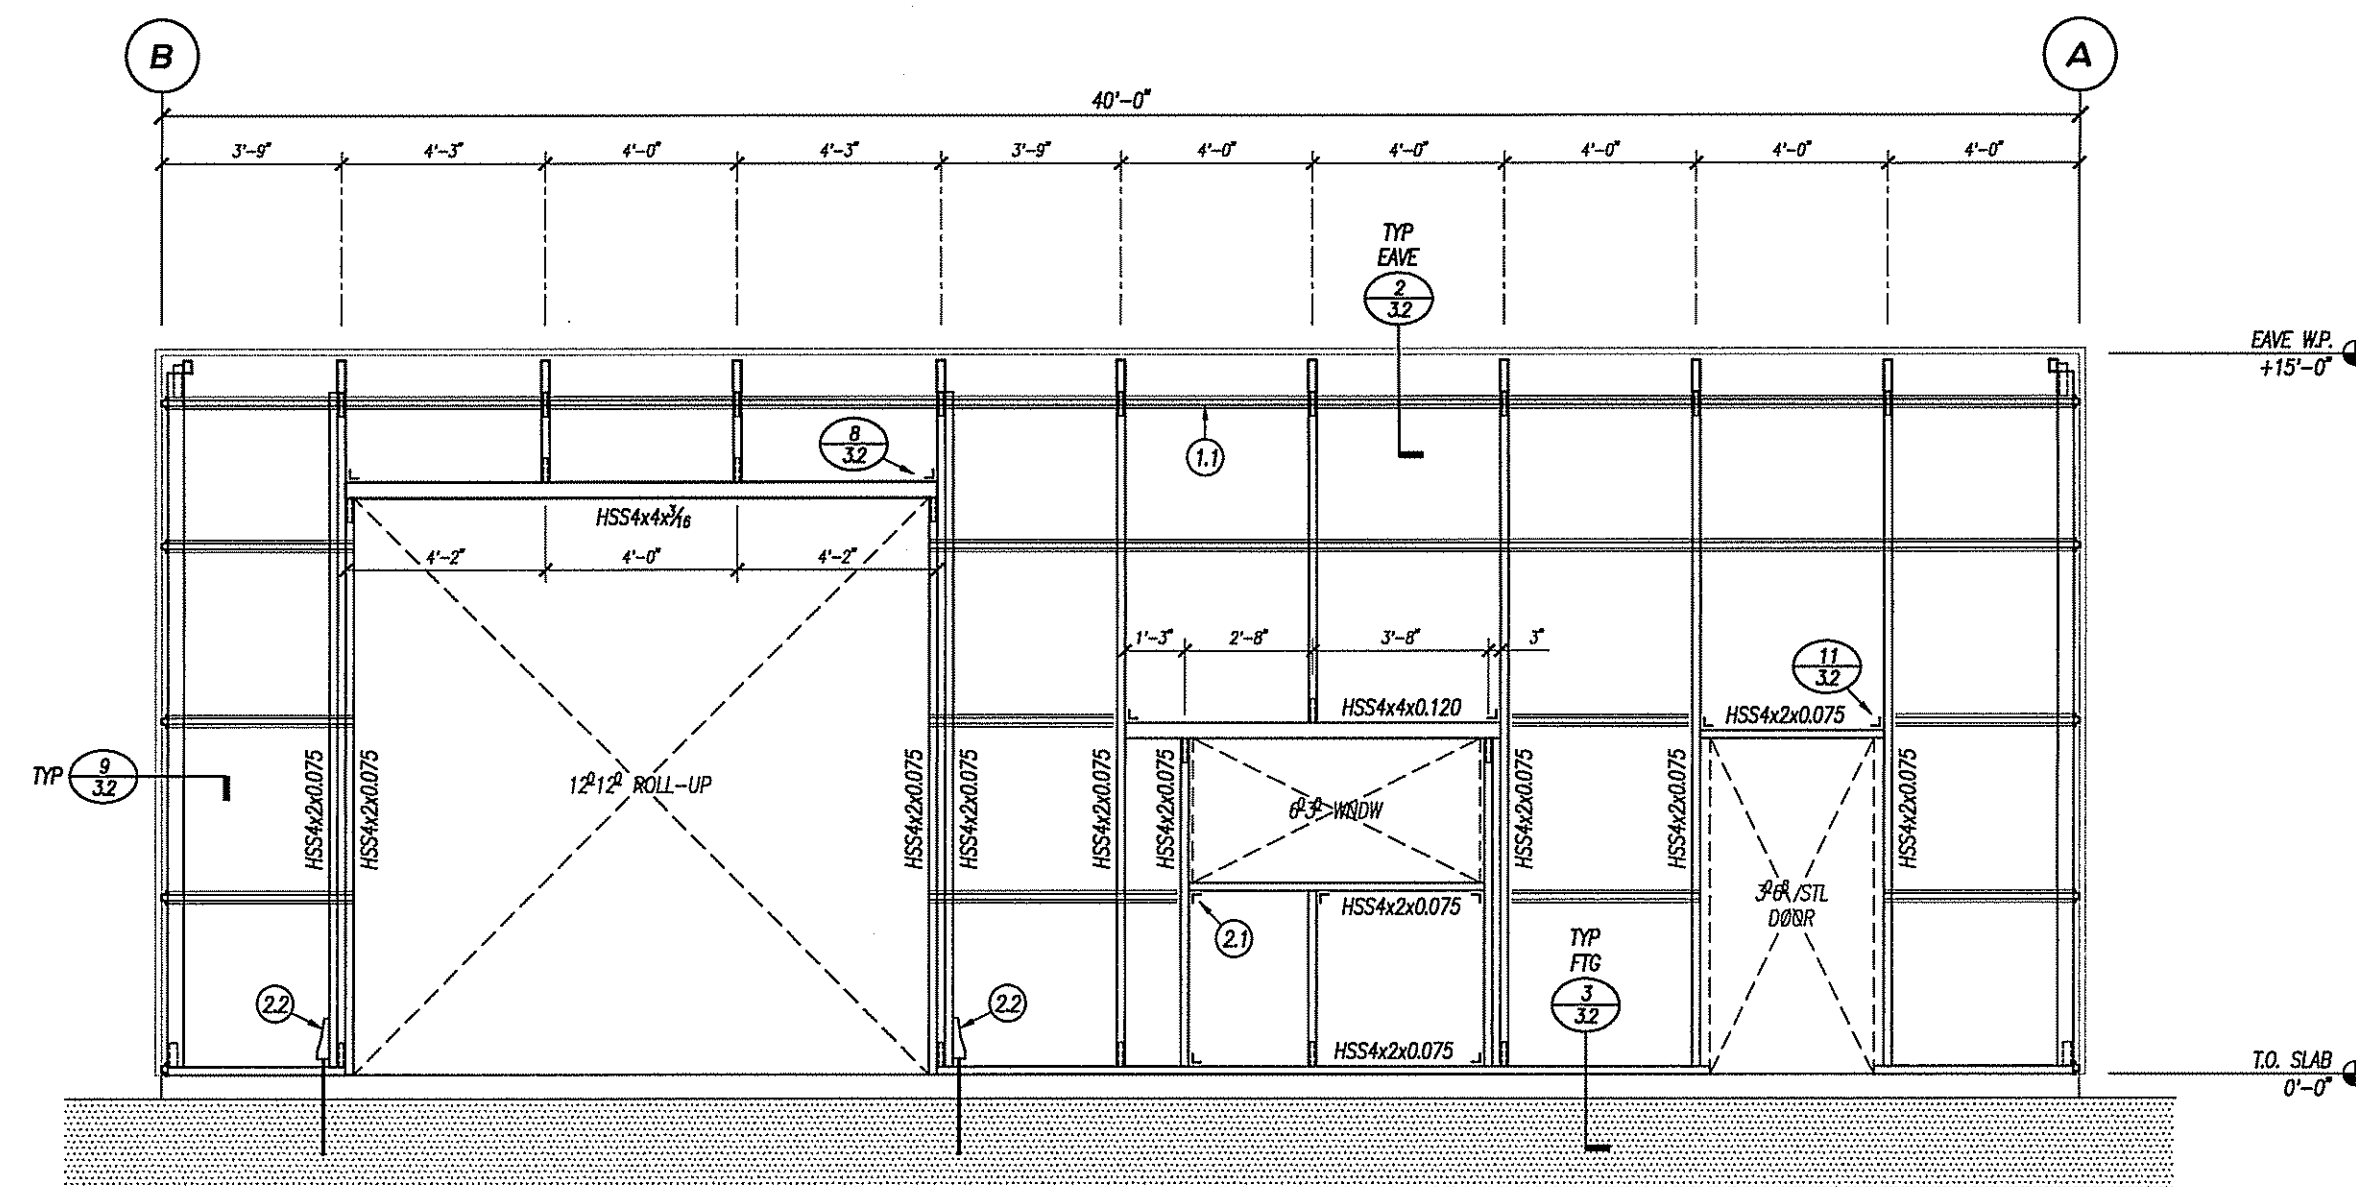 B
A
40'-0"
3'-9"
4'-3"
4'-0"
4'-3"
3'-9"
4'-0"
4'-0"
4'-0"
4'-0"
4'-0"
TYP
EAVE
2
3.2
EAVE W.P.
+15'-0"
8
3.2
1.1
HSS4x4x3/16
4'-2"
4'-0"
4'-2"
1'-3"
2'-8"
3'-8"
3"
11
3.2
HSS4x4x0.120
HSS4x2x0.075
TYP
9
3.2
HSS4x2x0.075
HSS4x2x0.075
12⁰12⁰ ROLL-UP
HSS4x2x0.075
HSS4x2x0.075
HSS4x2x0.075
HSS4x2x0.075
6⁰3⁰ WNDW
HSS4x2x0.075
HSS4x2x0.075
HSS4x2x0.075
3⁰6⁸/STL
DOOR
HSS4x2x0.075
2.1
TYP
FTG
3
3.2
2.2
2.2
HSS4x2x0.075
T.O. SLAB
0'-0"